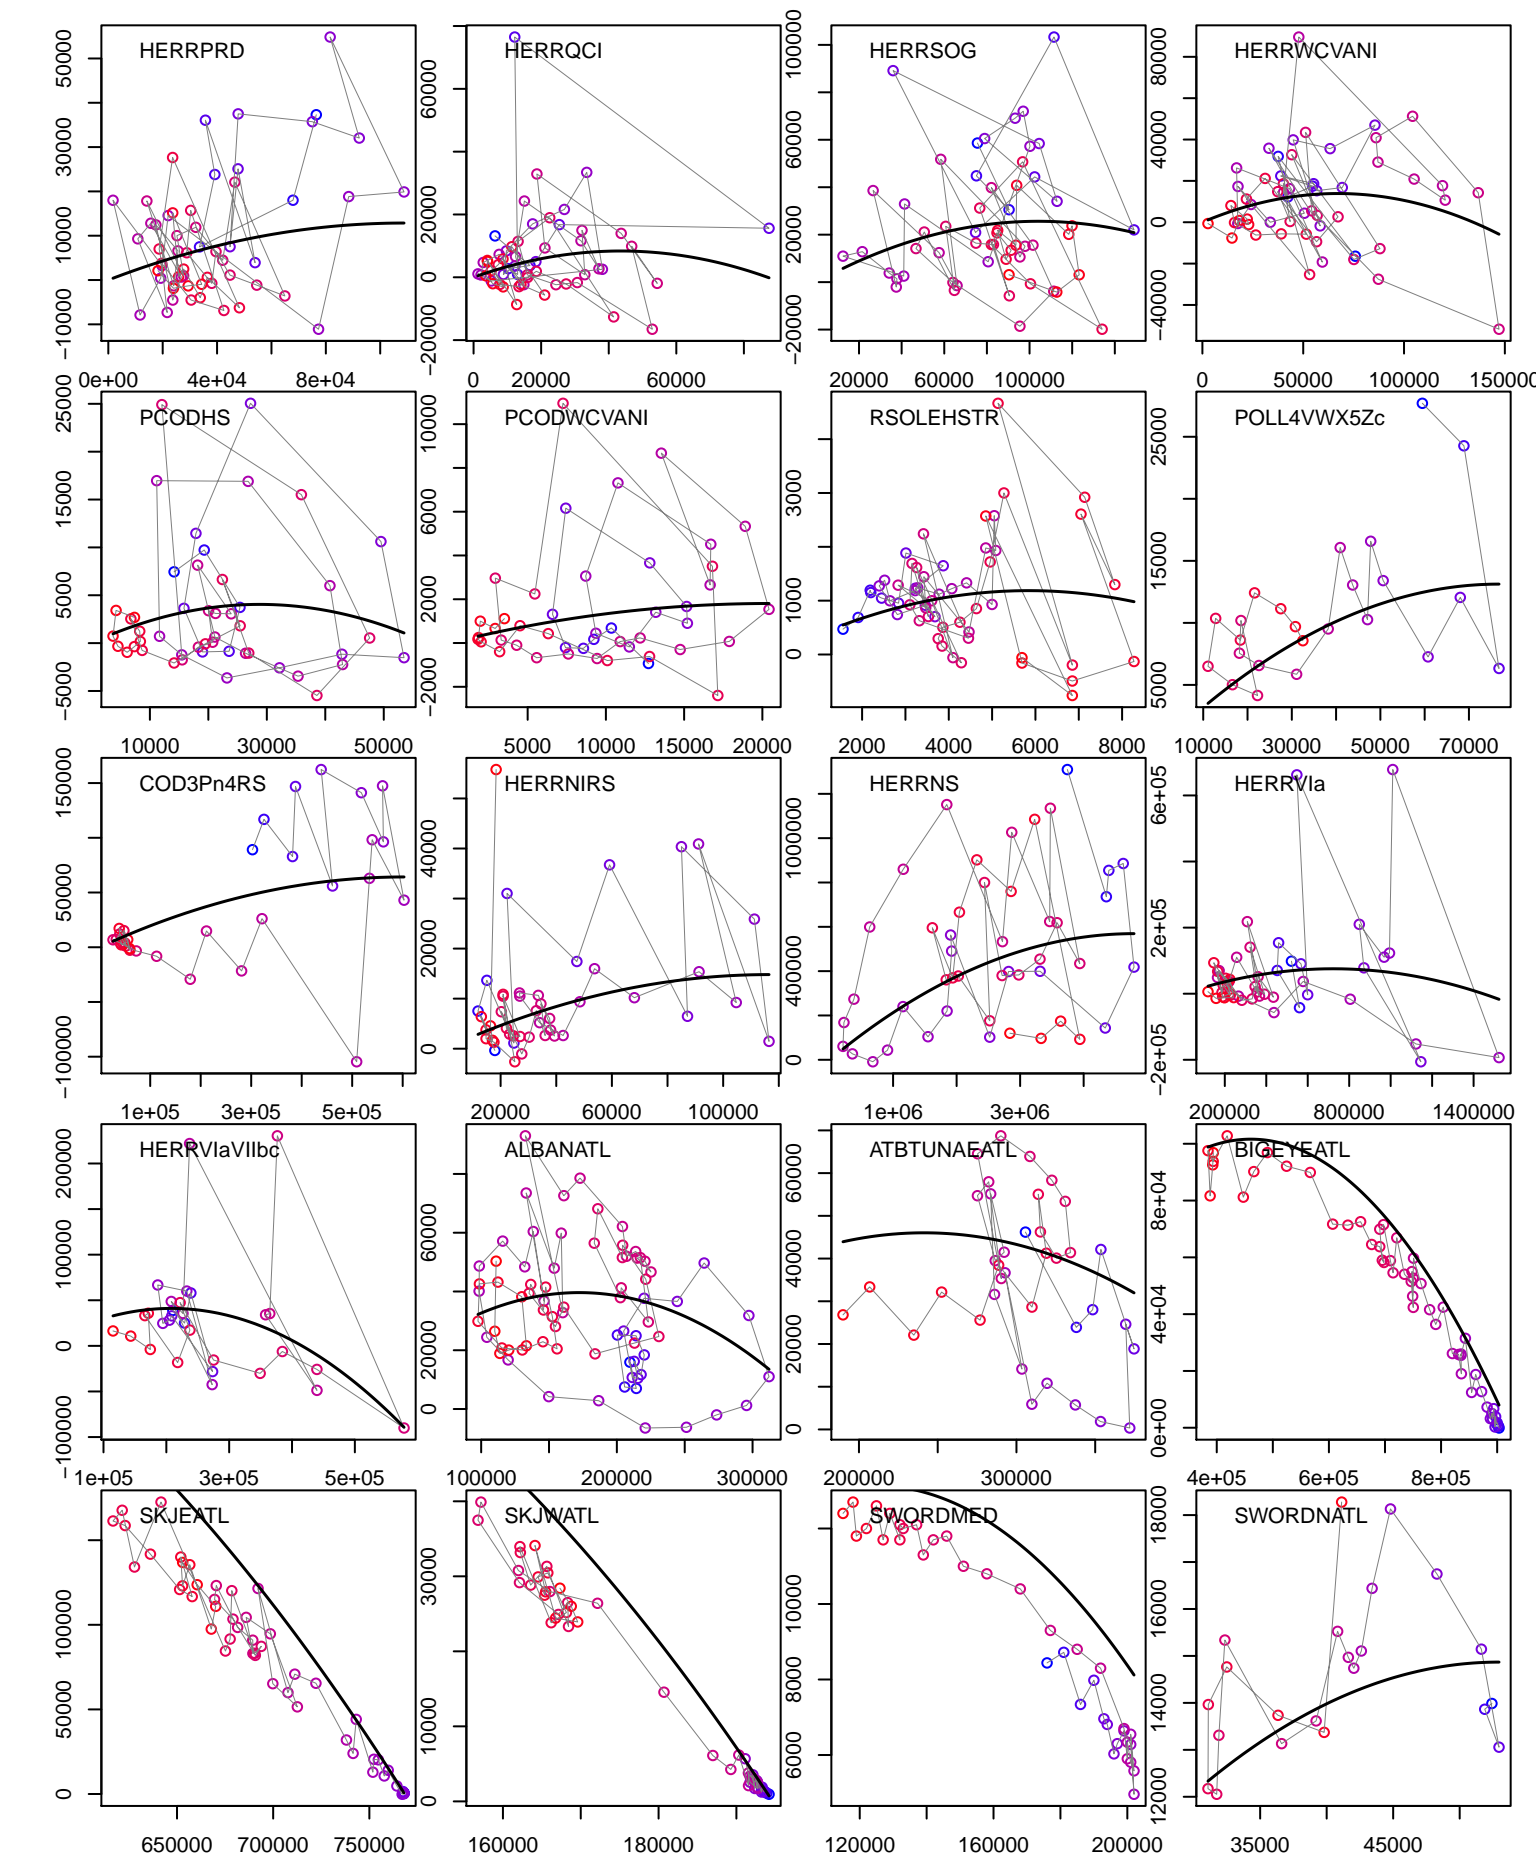 HERRPRD HERRQCI HERRSOG HERRWCVANI
−10000 10000 30000 50000
−20000 0 20000 60000
−20000 20000 60000 100000
−40000 0 40000 80000
0e+00 4e+04 8e+04
0 20000 60000
20000 60000 100000
0 50000 100000 150000
PCODHS PCODWCVANI RSOLEHSTR POLL4VWX5Zc
−5000 5000 15000 25000
−2000 2000 6000 10000
0 1000 3000
5000 15000 25000
10000 30000 50000
5000 10000 15000 20000
2000 4000 6000 8000
10000 30000 50000 70000
COD3Pn4RS HERRNIRS HERRNS HERRVIa
−100000 0 50000 150000
0 20000 40000
0 400000 1000000
−2e+05 2e+05 6e+05
1e+05 3e+05 5e+05
20000 60000 100000
1e+06 3e+06
200000 800000 1400000
HERRVIaVIIbc ALBANATL ATBTUNAEATL BIGEYEATL
−100000 0 100000 200000
0 20000 60000
0 20000 40000 60000
0e+00 4e+04 8e+04
1e+05 3e+05 5e+05
100000 200000 300000
200000 300000
4e+05 6e+05 8e+05
SKJEATL SKJWATL SWORDMED SWORDNATL
0 50000 100000
0 10000 30000
6000 8000 10000
12000 14000 16000 18000
650000 700000 750000
160000 180000
120000 160000 200000
35000 45000